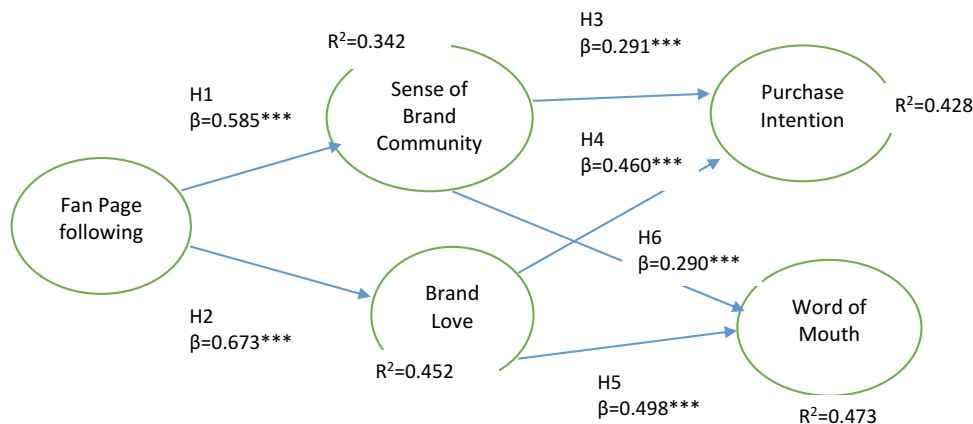 H3
β=0.291***
R²=0.342
Sense of
Brand
Community
Purchase
Intention
R²=0.428
H1
β=0.585***
H4
β=0.460***
Fan Page
following
H6
β=0.290***
Brand
Love
Word of
Mouth
H2
β=0.673***
R²=0.452
H5
β=0.498***
R²=0.473